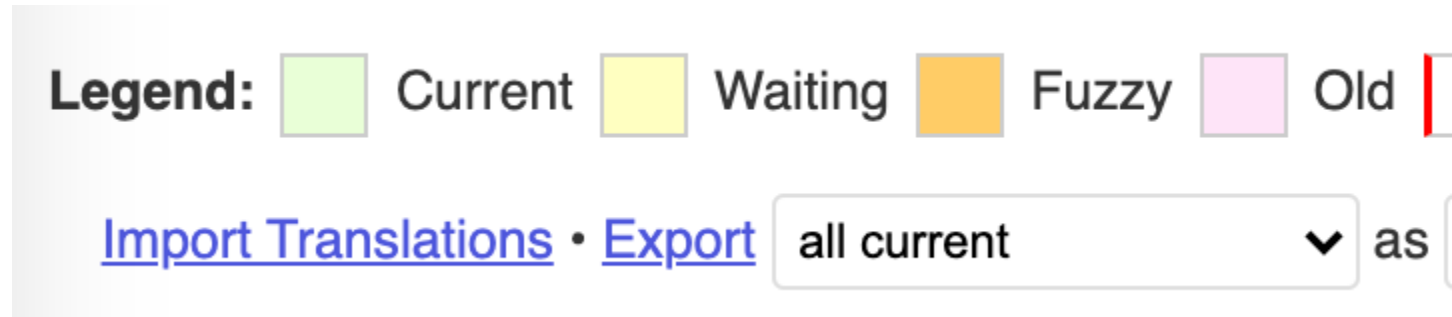 Legend: Current Waiting Fuzzy Old
Import Translations • Export all current as